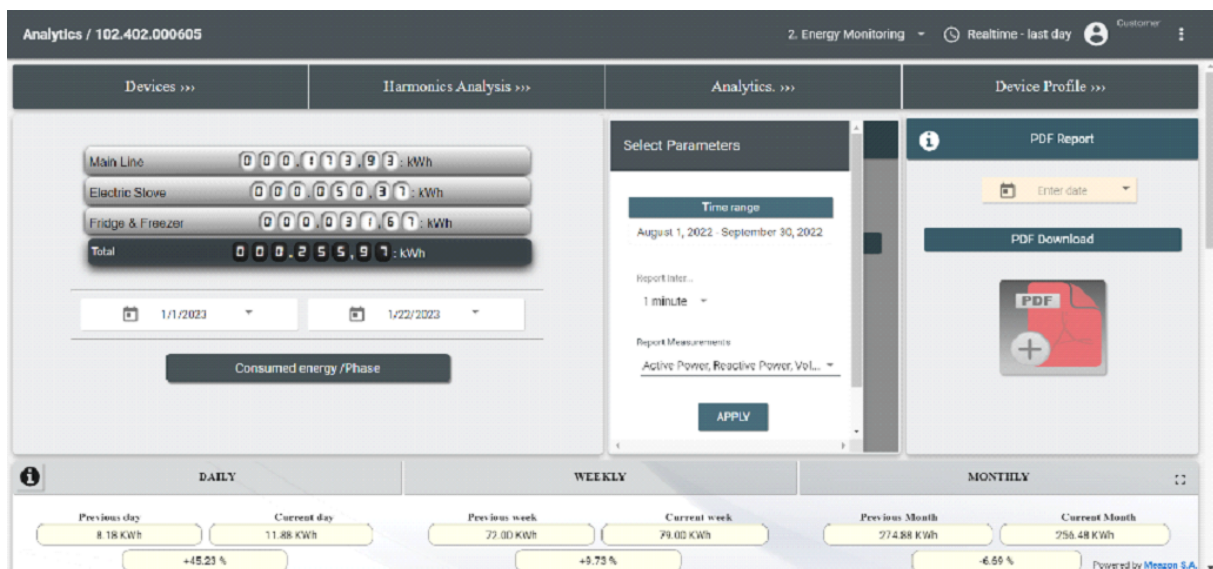 Analytics / 102.402.000605
2. Energy Monitoring
Realtime - last day
Customer
Devices >>>
Harmonics Analysis >>>
Analytics. >>>
Device Profile >>>
Main Line 000.173,93: kWh
Electric Stove 000.050,37: kWh
Fridge & Freezer 000.031,67: kWh
Total 000.255,97: kWh
1/1/2023
1/22/2023
Consumed energy /Phase
Select Parameters
Time range
August 1, 2022 - September 30, 2022
Report Inter...
1 minute
Report Measurements
Active Power, Reactive Power, Vol...
APPLY
PDF Report
Enter date
PDF Download
PDF
DAILY
WEEKLY
MONTHLY
Previous day
Current day
Previous week
Current week
Previous Month
Current Month
8.18 KWh
11.88 KWh
72.00 KWh
79.00 KWh
274.88 KWh
256.48 KWh
+45.23 %
+9.73 %
-6.69 %
Powered by Meazon S.A.